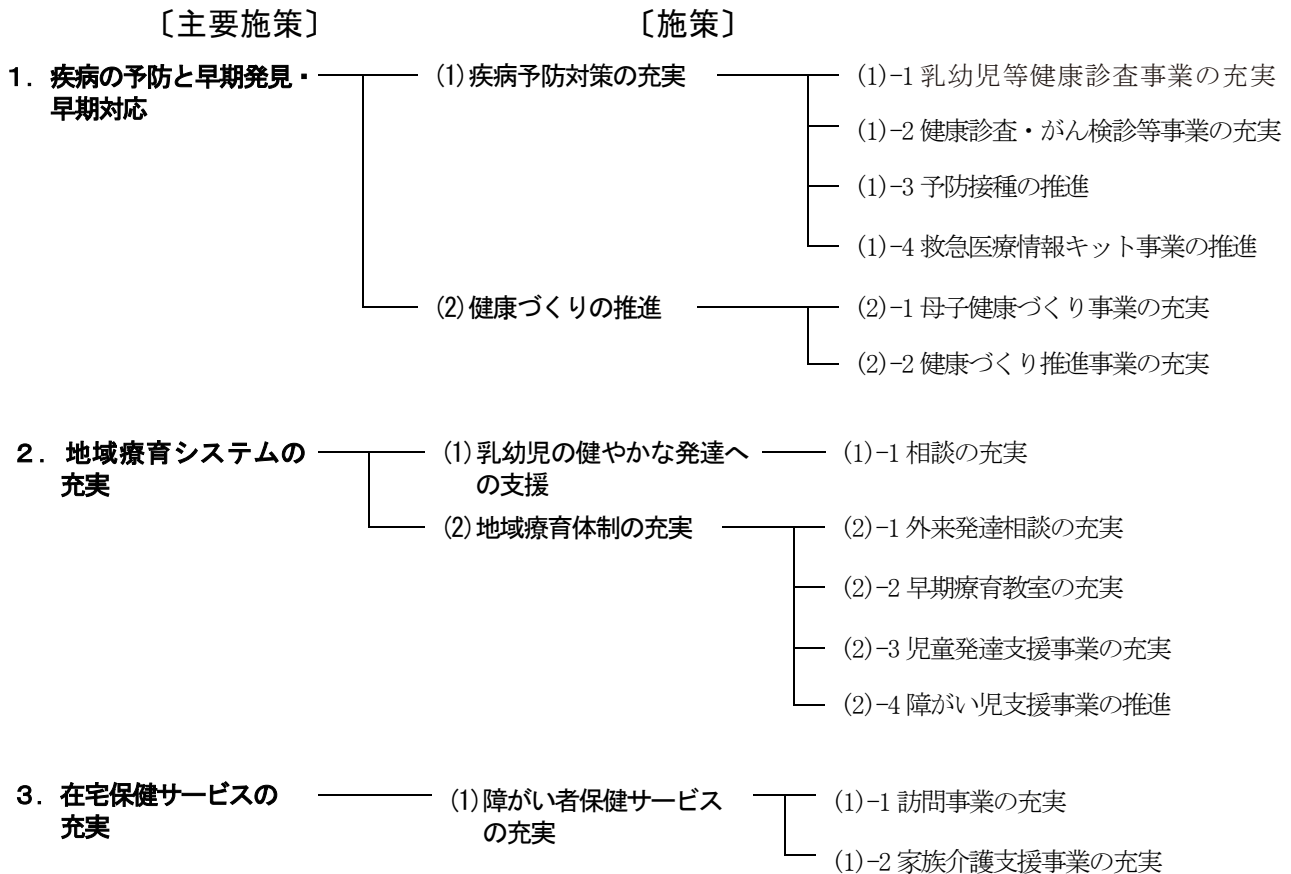 〔主要施策〕 〔施策〕
1．疾病の予防と早期発見・ (1)疾病予防対策の充実 (1)-1 乳幼児等健康診査事業の充実
早期対応
(1)-2 健康診査・がん検診等事業の充実
(1)-3 予防接種の推進
(1)-4 救急医療情報キット事業の推進
(2)健康づくりの推進 (2)-1 母子健康づくり事業の充実
(2)-2 健康づくり推進事業の充実
2．地域療育システムの (1)乳幼児の健やかな発達へ (1)-1 相談の充実
充実 の支援
(2)地域療育体制の充実 (2)-1 外来発達相談の充実
(2)-2 早期療育教室の充実
(2)-3 児童発達支援事業の充実
(2)-4 障がい児支援事業の推進
3．在宅保健サービスの (1)障がい者保健サービス (1)-1 訪問事業の充実
充実 の充実
(1)-2 家族介護支援事業の充実